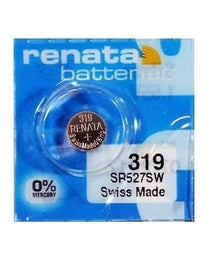 renata
batteries
319
RENATA
+
319
SR527SW
Swiss Made
0%
MERCURY